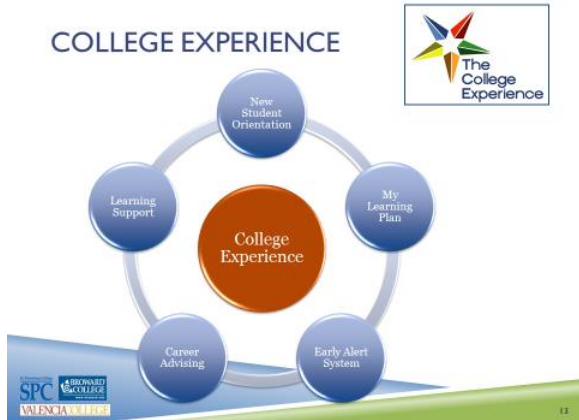 COLLEGE EXPERIENCE
The
College
Experience
New
Student
Orientation
Learning
Support
My
Learning
Plan
College
Experience
Career
Advising
Early Alert
System
SPC
BROWARD
COLLEGE
VALENCIA COLLEGE